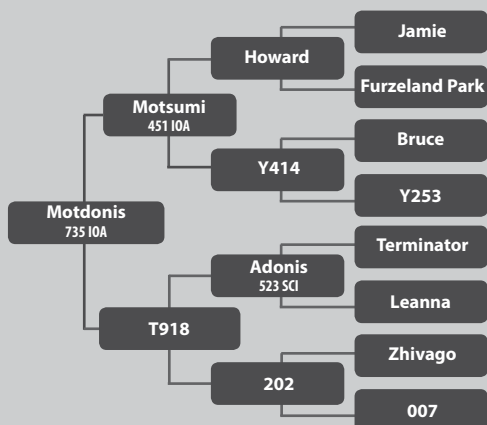 Jamie
Howard
Furzeland Park
Motsumi
451 IOA
Bruce
Y414
Y253
Motdonis
735 IOA
Terminator
Adonis
523 SCI
Leanna
T918
Zhivago
202
007